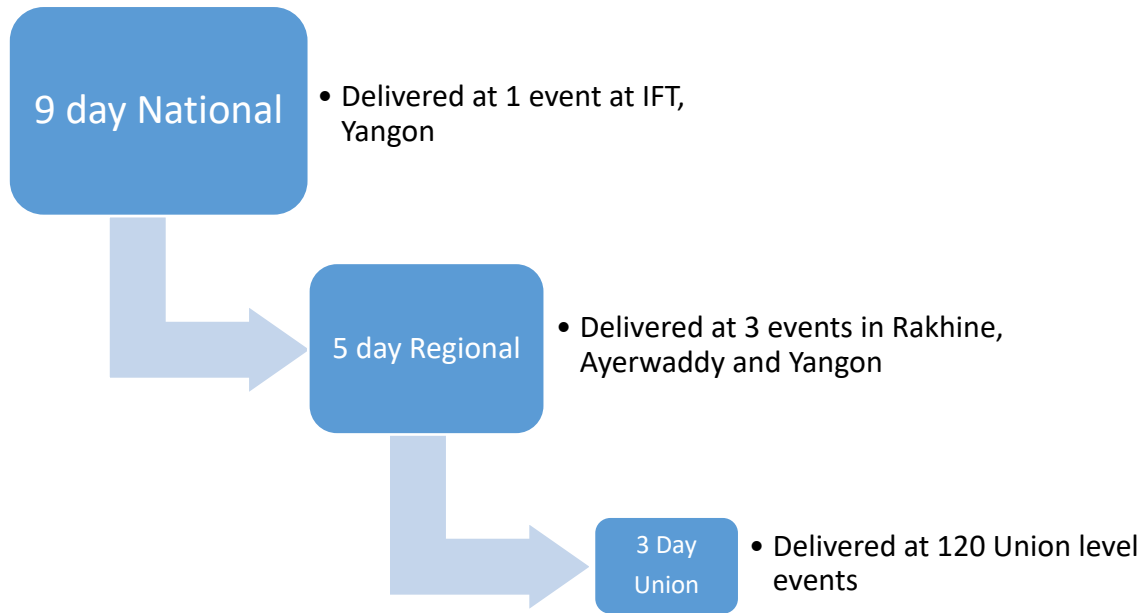 9 day National
• Delivered at 1 event at IFT,
Yangon
5 day Regional
• Delivered at 3 events in Rakhine,
Ayerwaddy and Yangon
3 Day
Union
• Delivered at 120 Union level
events